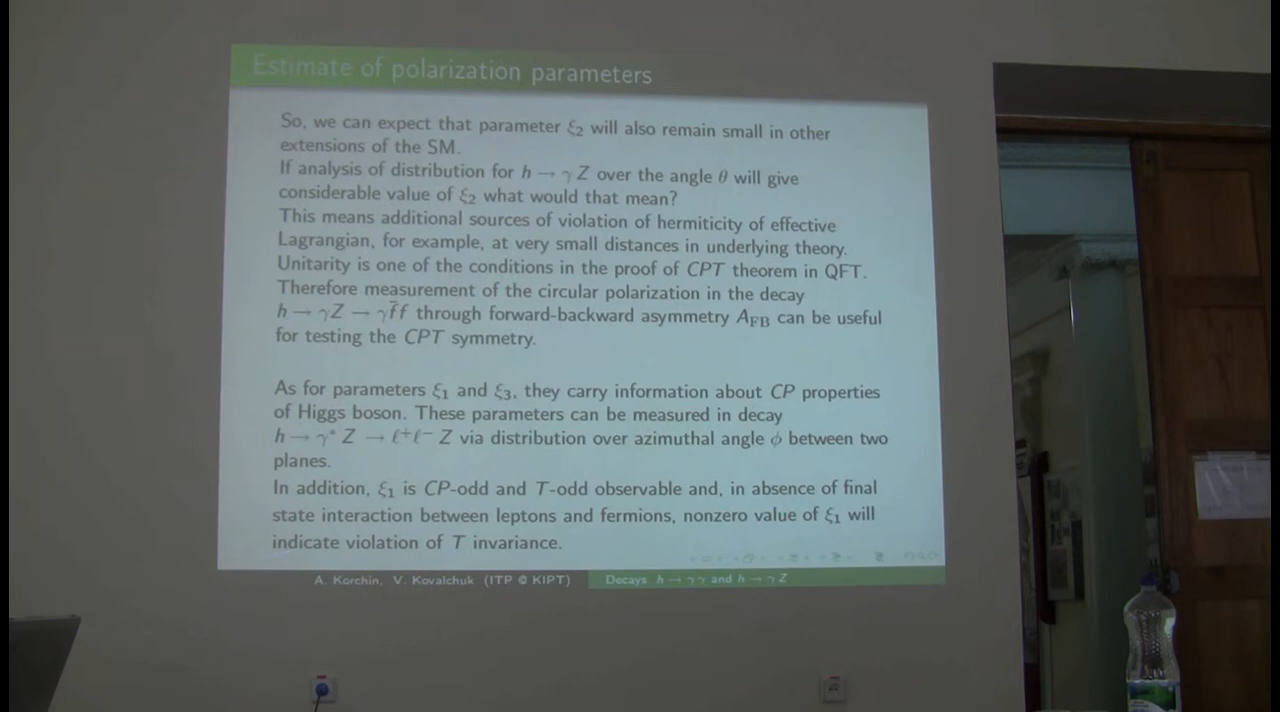 Estimate of polarization parameters
So, we can expect that parameter ξ₂ will also remain small in other
extensions of the SM.
If analysis of distribution for h → γ Z over the angle θ will give
considerable value of ξ₂ what would that mean?
This means additional sources of violation of hermiticity of effective
Lagrangian, for example, at very small distances in underlying theory.
Unitarity is one of the conditions in the proof of CPT theorem in QFT.
Therefore measurement of the circular polarization in the decay
h → γZ → γf̄f through forward-backward asymmetry A_FB can be useful
for testing the CPT symmetry.
As for parameters ξ₁ and ξ₃, they carry information about CP properties
of Higgs boson. These parameters can be measured in decay
h → γ* Z → ℓ⁺ℓ⁻ Z via distribution over azimuthal angle ϕ between two
planes.
In addition, ξ₁ is CP-odd and T-odd observable and, in absence of final
state interaction between leptons and fermions, nonzero value of ξ₁ will
indicate violation of T invariance.
A. Korchin, V. Kovalchuk (ITP @ KIPT) Decays h → γγ and h → γZ